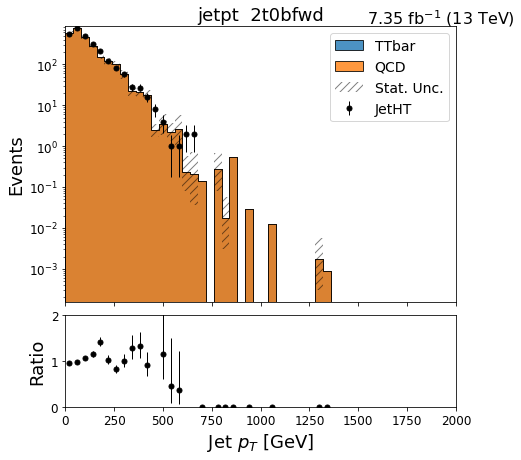 jetpt 2t0bfwd
7.35 fb⁻¹ (13 TeV)
TTbar
QCD
Stat. Unc.
JetHT
Events
10²
10¹
10⁰
10⁻¹
10⁻²
10⁻³
Ratio
2
1
0
0 250 500 750 1000 1250 1500 1750 2000
Jet p_T [GeV]